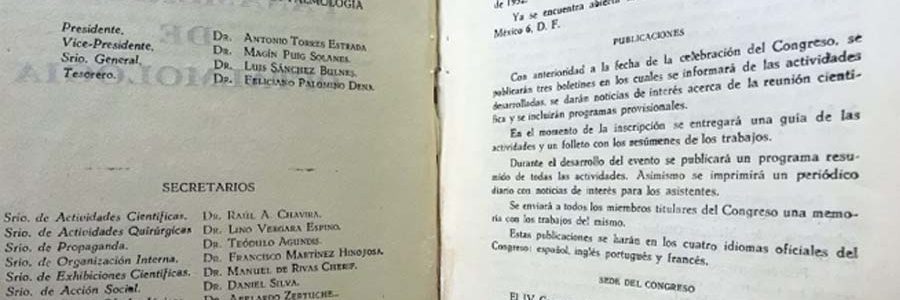 OFTALMOLOGIA
Presidente, Dr. Antonio Torres Estrada
Vice-Presidente, Dr. Magín Puig Solanes.
Srio. General, Dr. Luis Sánchez Bulnes.
Tesorero. Dr. Feliciano Palomino Dena.
SECRETARIOS
Srio. de Actividades Científicas. Dr. Raúl A. Chavira.
Srio. de Actividades Quirúrgicas Dr. Lino Vergara Espino.
Srio. de Propaganda. Dr. Teódulo Agundis.
Srio. de Organización Interna. Dr. Francisco Martínez Hinojosa.
Srio. de Exhibiciones Científicas. Dr. Manuel de Rivas Cherif.
Srio. de Acción Social. Dr. Daniel Silva.
Dr. Abelardo Zertuche.
de 1952.
Ya se encuentra abierta
México 6, D. F.
PUBLICACIONES
Con anterioridad a la fecha de la celebración del Congreso, se
publicarán tres boletines en los cuales se informará de las actividades
desarrolladas, se darán noticias de interés acerca de la reunión cientí-
fica y se incluirán programas provisionales.
En el momento de la inscripción se entregará una guía de las
actividades y un folleto con los resúmenes de los trabajos.
Durante el desarrollo del evento se publicará un programa resu-
mido de todas las actividades. Asimismo se imprimirá un periódico
diario con noticias de interés para los asistentes.
Se enviará a todos los miembros titulares del Congreso una memo-
ria con los trabajos del mismo.
Estas publicaciones se harán en los cuatro idiomas oficiales del
Congreso: español, inglés portugués y francés.
SEDE DEL CONGRESO
El IV C